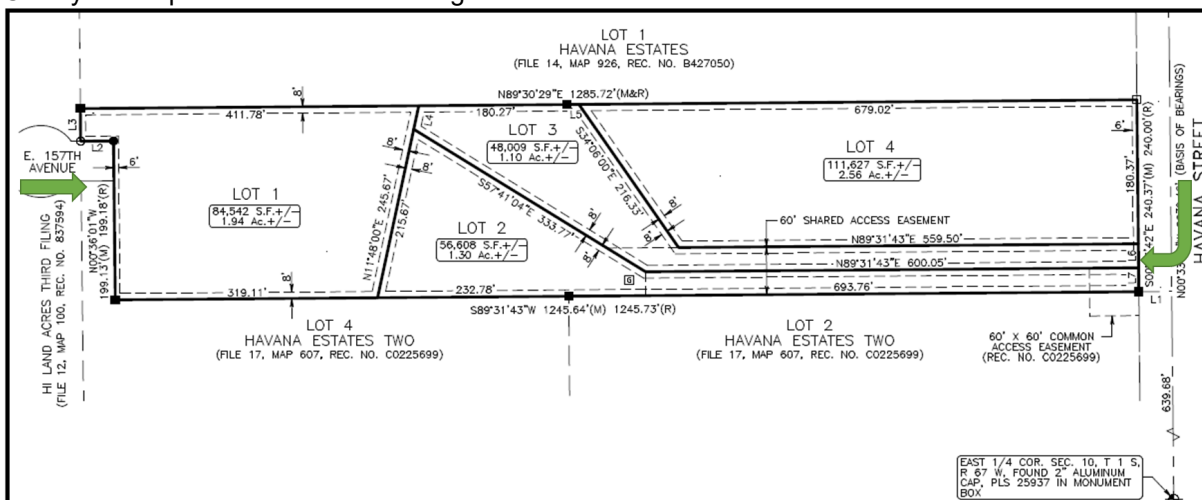 LOT 1
HAVANA ESTATES
(FILE 14, MAP 926, REC. NO. B427050)
N89°30'29"E 1285.72'(M&R)
411.78'
8'
180.27'
L5
679.02'
L3
L2
L4
6'
E. 157TH
AVENUE
6'
LOT 1
84,542 S.F.+/-
1.94 Ac.+/-
8'
8'
LOT 3
48,009 S.F.+/-
1.10 Ac.+/-
LOT 4
111,627 S.F.+/-
2.56 Ac.+/-
S34°06'00"E 216.33'
8'
8'
S57°41'04"E 333.77'
8'
8'
LOT 2
56,608 S.F.+/-
1.30 Ac.+/-
N11°48'00"E 245.67'
215.67'
N00°36'01"W
199.13'(M) 199.18'(R)
HI LAND ACRES THIRD FILING
(FILE 12, MAP 100, REC. NO. 837594)
60' SHARED ACCESS EASEMENT
N89°31'43"E 559.50'
N89°31'43"E 600.05'
180.37'
240.37'(M) 240.00'(R)
(BASIS OF BEARINGS)
HAVANA STREET
L6
L7
L1
G
319.11'
8'
232.78'
693.76'
S89°31'43"W 1245.64'(M) 1245.73'(R)
LOT 4
HAVANA ESTATES TWO
(FILE 17, MAP 607, REC. NO. C0225699)
LOT 2
HAVANA ESTATES TWO
(FILE 17, MAP 607, REC. NO. C0225699)
60' X 60' COMMON
ACCESS EASEMENT
(REC. NO. C0225699)
639.68'
EAST 1/4 COR. SEC. 10, T 1 S,
R 67 W, FOUND 2" ALUMINUM
CAP, PLS 25937 IN MONUMENT
BOX